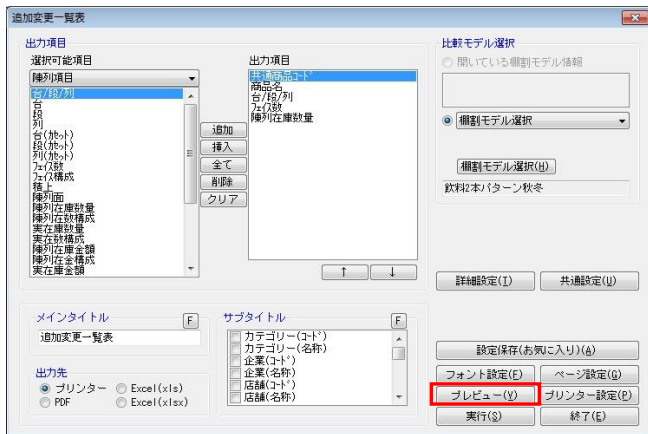 追加変更一覧表
出力項目
選択可能項目
陳列項目
台/段/列
台
段
列
台(ｶｾｯﾄ)
段(ｶｾｯﾄ)
列(ｶｾｯﾄ)
ﾌｪｲｽ数
ﾌｪｲｽ構成
積上
陳列面
陳列在庫数量
陳列在数構成
実在庫数量
実在数構成
陳列在庫金額
陳列在金構成
実在庫金額
追加
挿入
全て
削除
クリア
出力項目
共通商品ｺｰﾄﾞ
商品名
台/段/列
ﾌｪｲｽ数
陳列在庫数量
↑
↓
比較モデル選択
開いている棚割モデル情報
棚割モデル選択
棚割モデル選択(H)
飲料2本パターン秋冬
詳細設定(I)
共通設定(U)
メインタイトル
F
追加変更一覧表
出力先
プリンター
Excel(xls)
PDF
Excel(xlsx)
サブタイトル
F
カテゴリー(ｺｰﾄﾞ)
カテゴリー(名称)
企業(ｺｰﾄﾞ)
企業(名称)
店舗(ｺｰﾄﾞ)
店舗(名称)
設定保存(お気に入り)(A)
フォント設定(F)
ページ設定(G)
プレビュー(V)
プリンター設定(P)
実行(S)
終了(E)